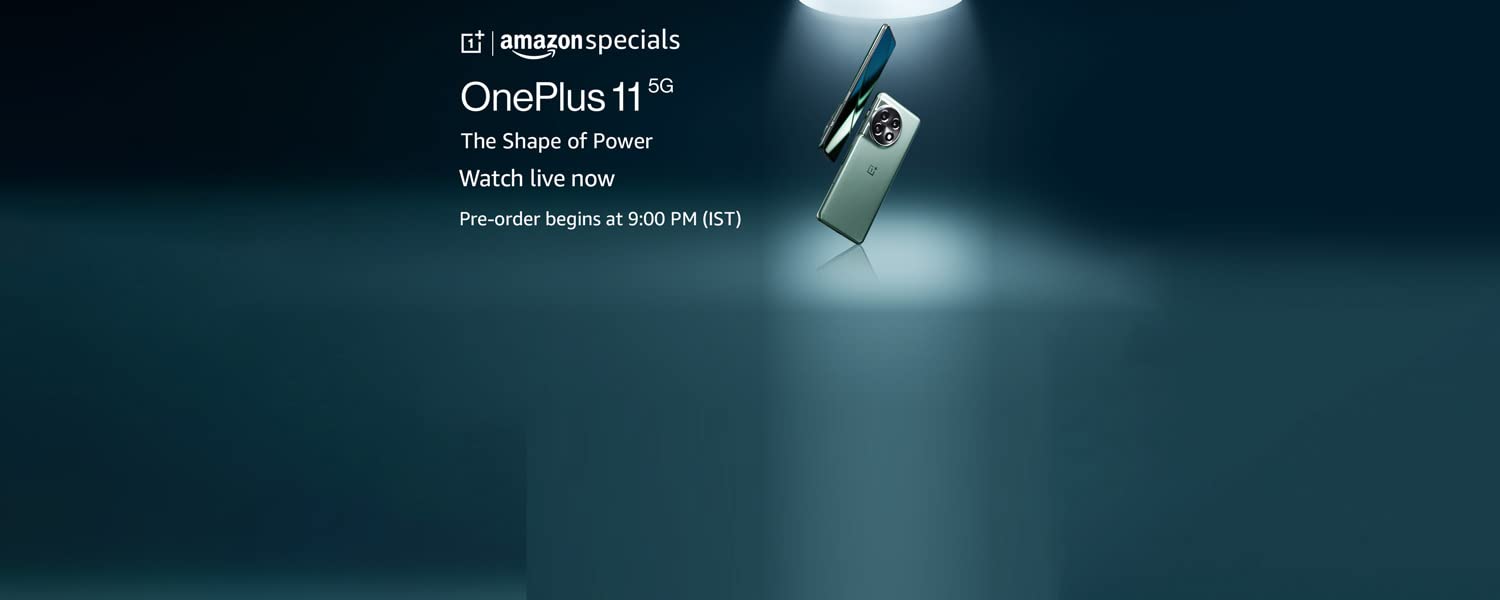 1+ | amazonspecials
OnePlus 11 5G
The Shape of Power
Watch live now
Pre-order begins at 9:00 PM (IST)